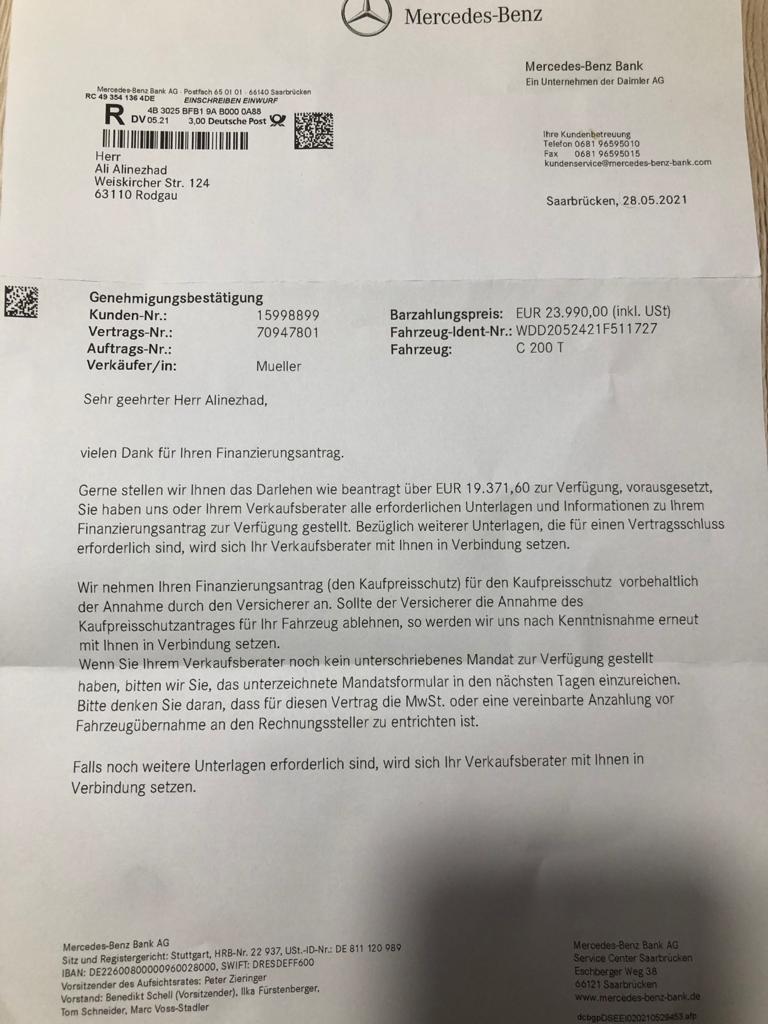 Mercedes-Benz
Mercedes-Benz Bank
Ein Unternehmen der Daimler AG
Mercedes-Benz Bank AG · Postfach 65 01 01 · 66140 Saarbrücken
RC 49 354 136 4DE
EINSCHREIBEN EINWURF
R
4B 3025 BFB1 9A B000 0A88
DV 05.21 3,00 Deutsche Post
Herr
Ali Alinezhad
Weiskircher Str. 124
63110 Rodgau
Ihre Kundenbetreuung
Telefon 0681 96595010
Fax 0681 96595015
kundenservice@mercedes-benz-bank.com
Saarbrücken, 28.05.2021
Genehmigungsbestätigung
Kunden-Nr.: 15998899
Vertrags-Nr.: 70947801
Auftrags-Nr.:
Verkäufer/in: Mueller
Barzahlungspreis: EUR 23.990,00 (inkl. USt)
Fahrzeug-Ident-Nr.: WDD2052421F511727
Fahrzeug: C 200 T
Sehr geehrter Herr Alinezhad,
vielen Dank für Ihren Finanzierungsantrag.
Gerne stellen wir Ihnen das Darlehen wie beantragt über EUR 19.371,60 zur Verfügung, vorausgesetzt,
Sie haben uns oder Ihrem Verkaufsberater alle erforderlichen Unterlagen und Informationen zu Ihrem
Finanzierungsantrag zur Verfügung gestellt. Bezüglich weiterer Unterlagen, die für einen Vertragsschluss
erforderlich sind, wird sich Ihr Verkaufsberater mit Ihnen in Verbindung setzen.
Wir nehmen Ihren Finanzierungsantrag (den Kaufpreisschutz) für den Kaufpreisschutz vorbehaltlich
der Annahme durch den Versicherer an. Sollte der Versicherer die Annahme des
Kaufpreisschutzantrages für Ihr Fahrzeug ablehnen, so werden wir uns nach Kenntnisnahme erneut
mit Ihnen in Verbindung setzen.
Wenn Sie Ihrem Verkaufsberater noch kein unterschriebenes Mandat zur Verfügung gestellt
haben, bitten wir Sie, das unterzeichnete Mandatsformular in den nächsten Tagen einzureichen.
Bitte denken Sie daran, dass für diesen Vertrag die MwSt. oder eine vereinbarte Anzahlung vor
Fahrzeugübernahme an den Rechnungssteller zu entrichten ist.
Falls noch weitere Unterlagen erforderlich sind, wird sich Ihr Verkaufsberater mit Ihnen in
Verbindung setzen.
Mercedes-Benz Bank AG
Sitz und Registergericht: Stuttgart, HRB-Nr. 22 937, USt.-ID-Nr.: DE 811 120 989
IBAN: DE22600800000960028000, SWIFT: DRESDEFF600
Vorsitzender des Aufsichtsrates: Peter Zieringer
Vorstand: Benedikt Schell (Vorsitzender), Ilka Fürstenberger,
Tom Schneider, Marc Voss-Stadler
Mercedes-Benz Bank AG
Service Center Saarbrücken
Eschberger Weg 38
66121 Saarbrücken
www.mercedes-benz-bank.de
dcbgpDSEEI020210529453.afp